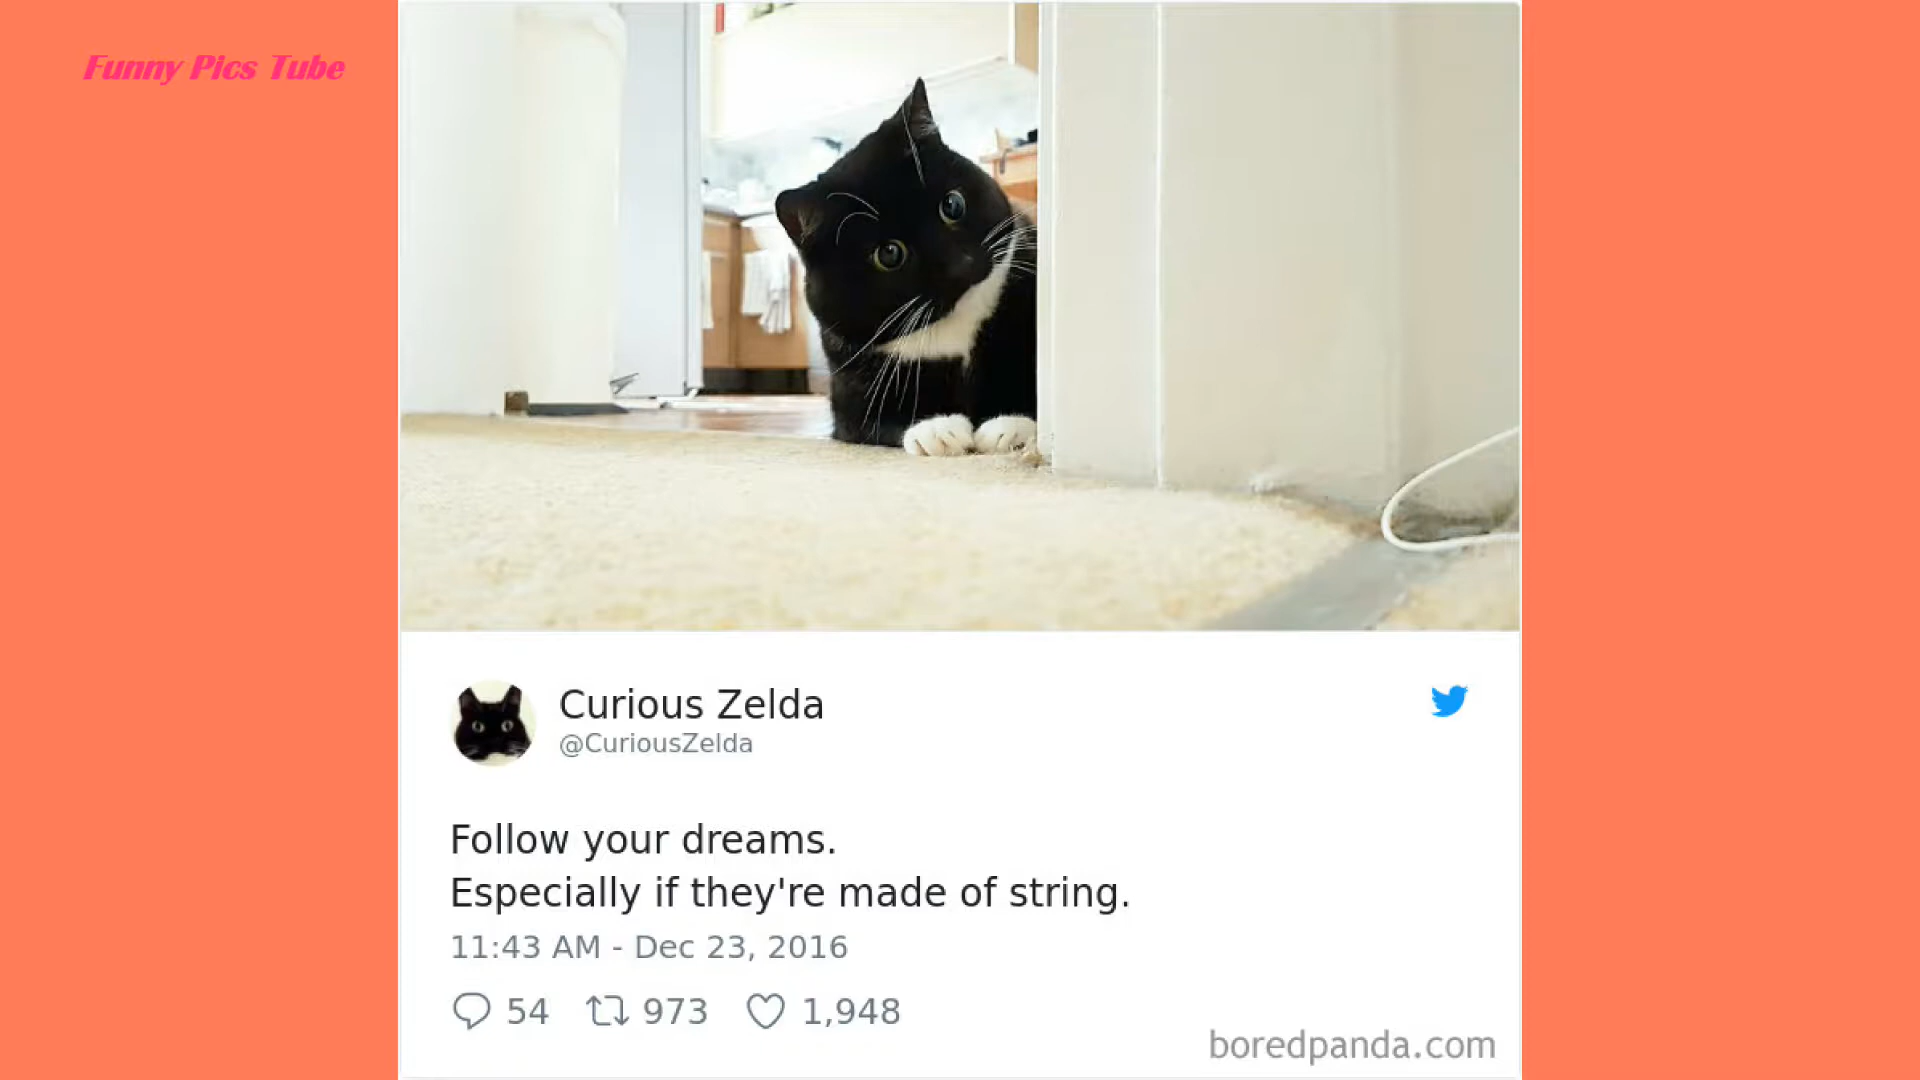 Funny Pics Tube
Curious Zelda
@CuriousZelda
Follow your dreams.
Especially if they're made of string.
11:43 AM - Dec 23, 2016
54 973 1,948
boredpanda.com